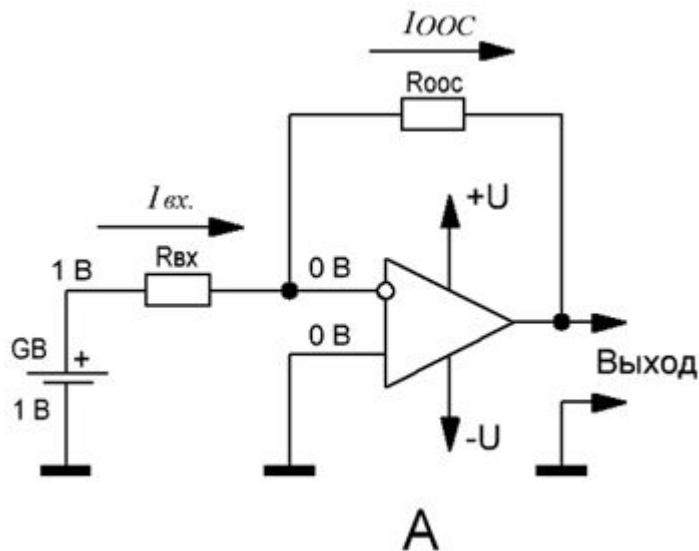 IООС
Rоос
Iвх.
+U
1 В
Rвх
0 В
0 В
GB
+
1 В
Выход
-U
А